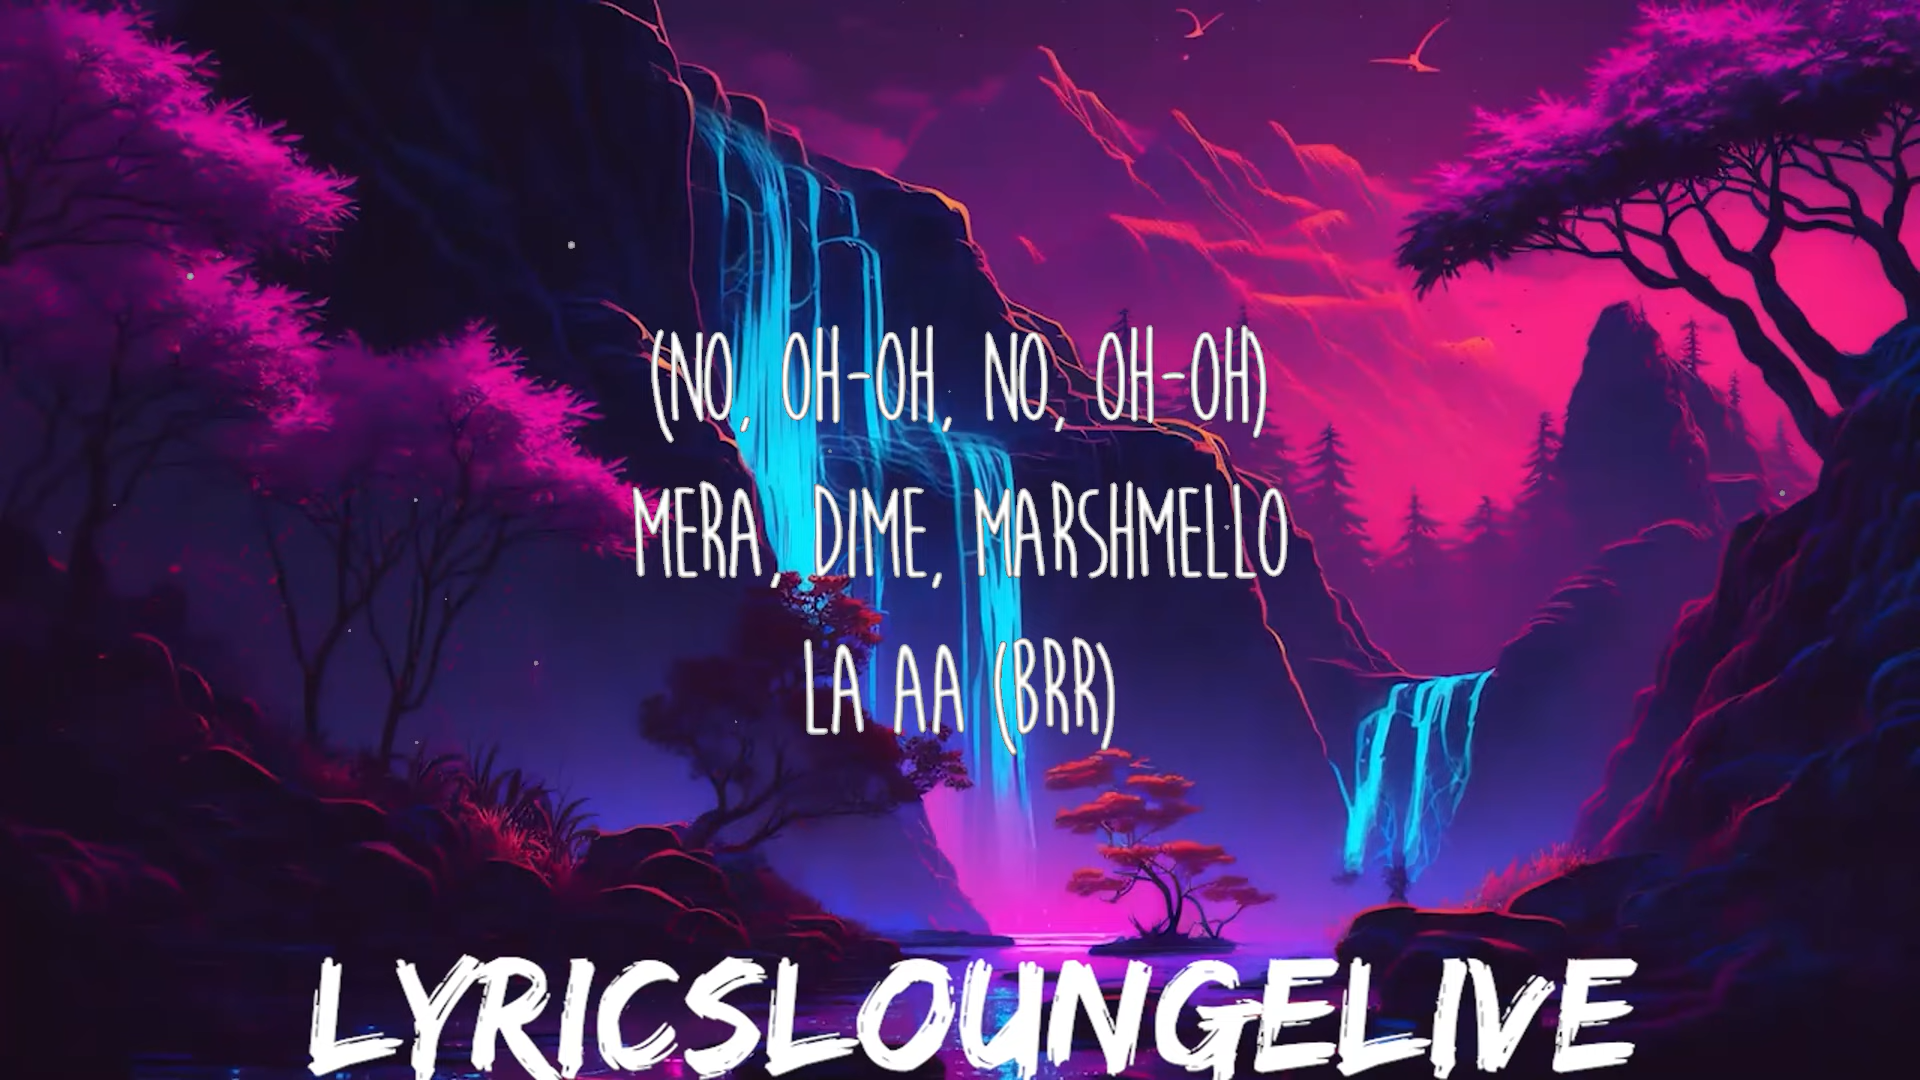 (NO, OH-OH, NO, OH-OH)
MERA, DIME, MARSHMELLO
LA AA (BRR)
LYRICSLOUNGELIVE